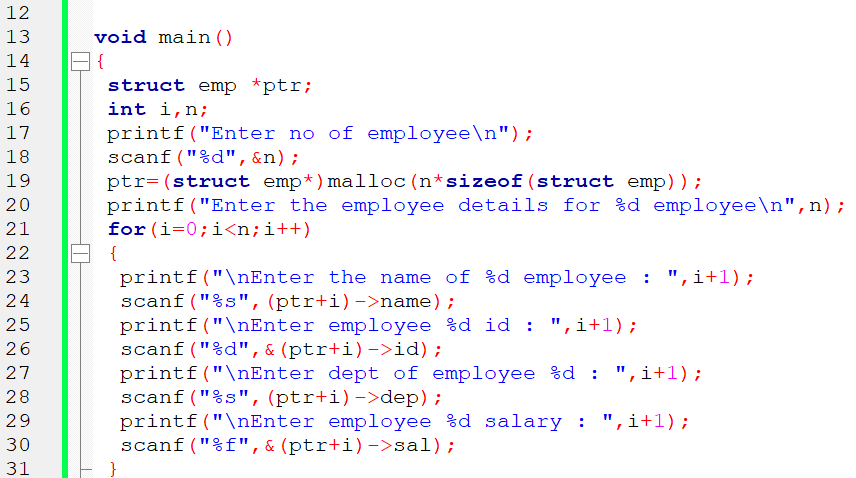 12
13 void main()
14 {
15 struct emp *ptr;
16 int i,n;
17 printf("Enter no of employee\n");
18 scanf("%d",&n);
19 ptr=(struct emp*)malloc(n*sizeof(struct emp));
20 printf("Enter the employee details for %d employee\n",n);
21 for(i=0;i<n;i++)
22 {
23 printf("\nEnter the name of %d employee : ",i+1);
24 scanf("%s",(ptr+i)->name);
25 printf("\nEnter employee %d id : ",i+1);
26 scanf("%d",&(ptr+i)->id);
27 printf("\nEnter dept of employee %d : ",i+1);
28 scanf("%s",(ptr+i)->dep);
29 printf("\nEnter employee %d salary : ",i+1);
30 scanf("%f",&(ptr+i)->sal);
31 }